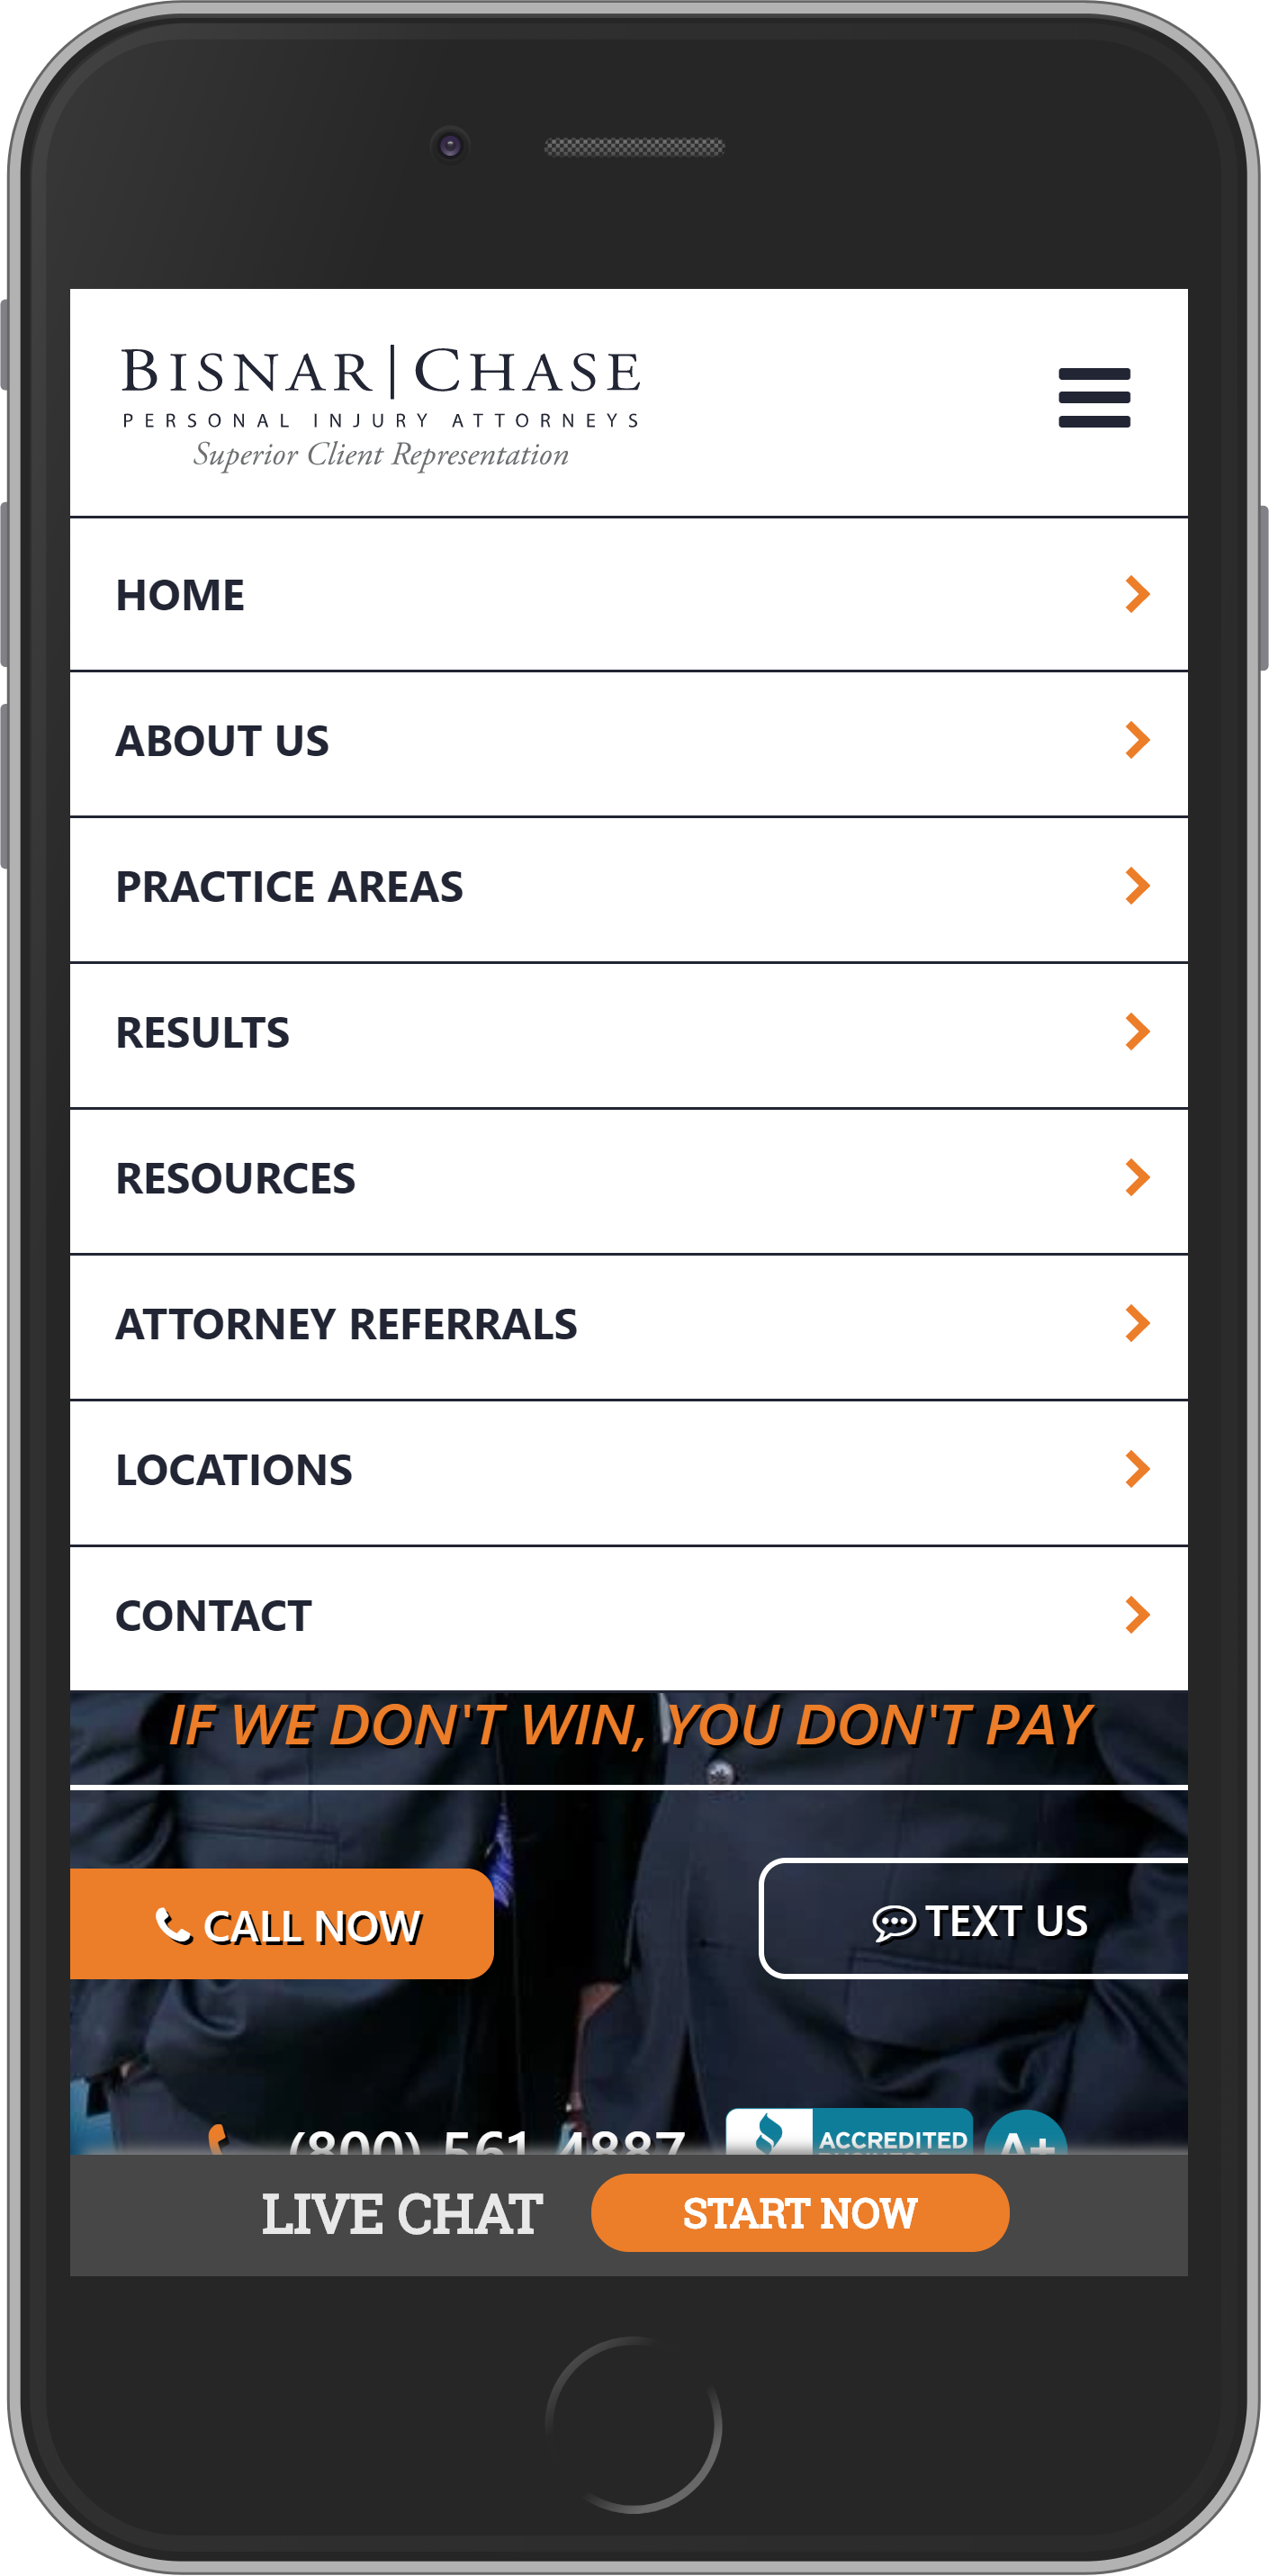 BISNAR|CHASE
PERSONAL INJURY ATTORNEYS
Superior Client Representation
HOME
ABOUT US
PRACTICE AREAS
RESULTS
RESOURCES
ATTORNEY REFERRALS
LOCATIONS
CONTACT
IF WE DON'T WIN, YOU DON'T PAY
CALL NOW
TEXT US
(800) 561-4887
ACCREDITED
A+
LIVE CHAT START NOW